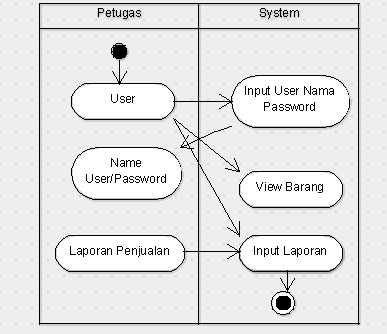 Petugas
System
User
Input User Nama
Password
Name
User/Password
View Barang
Laporan Penjualan
Input Laporan